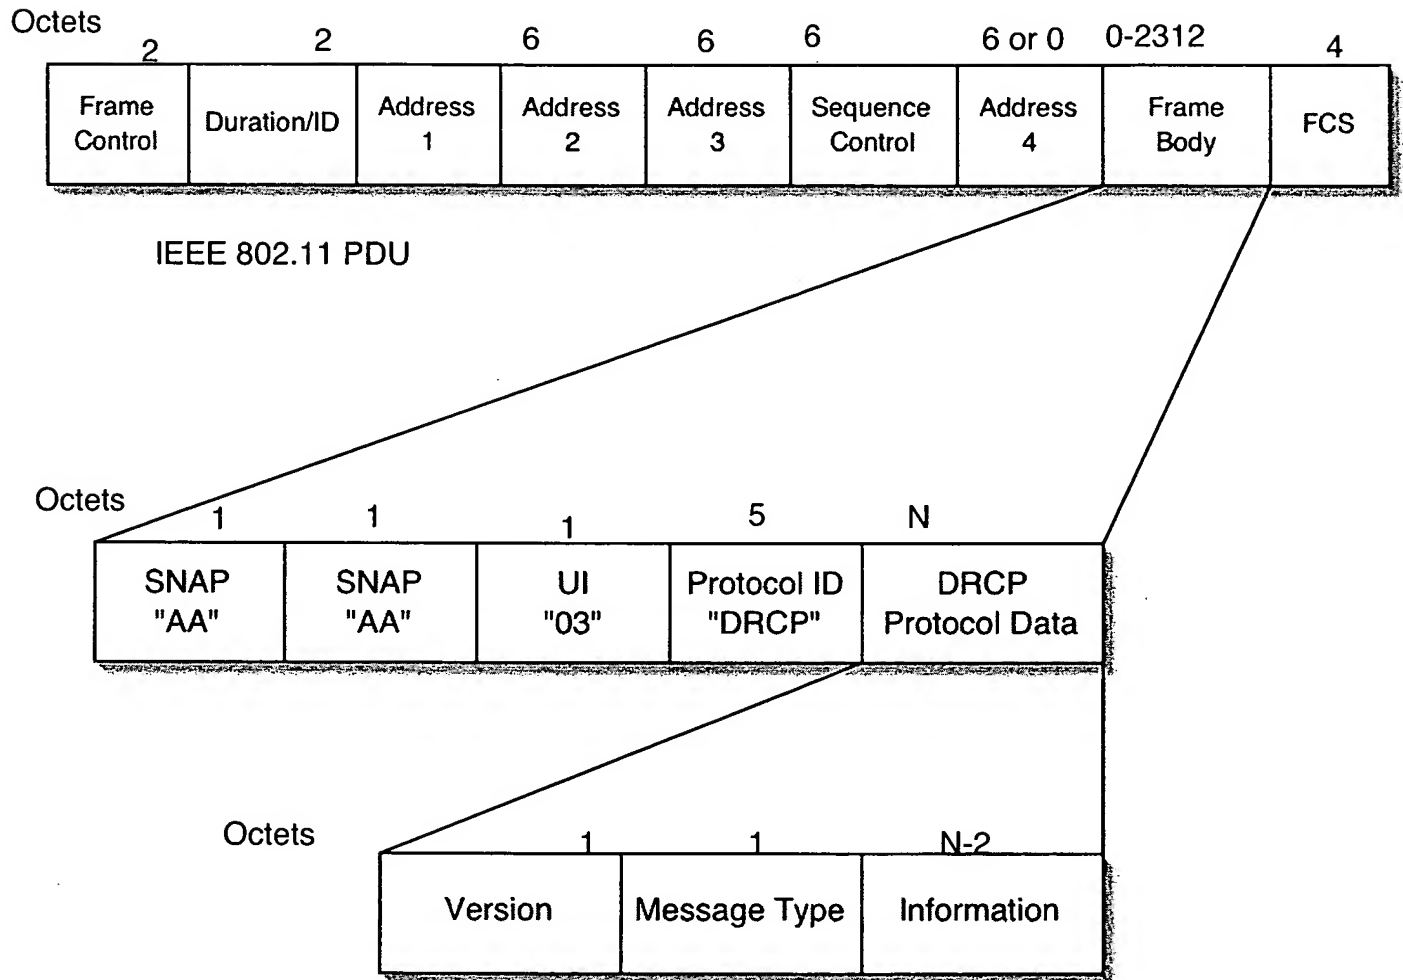 Octets
2 2 6 6 6 6 or 0 0-2312 4
Frame Control
Duration/ID
Address 1
Address 2
Address 3
Sequence Control
Address 4
Frame Body
FCS
IEEE 802.11 PDU
Octets
1 1 1 5 N
SNAP "AA"
SNAP "AA"
UI "03"
Protocol ID "DRCP"
DRCP Protocol Data
Octets
1 1 N-2
Version
Message Type
Information